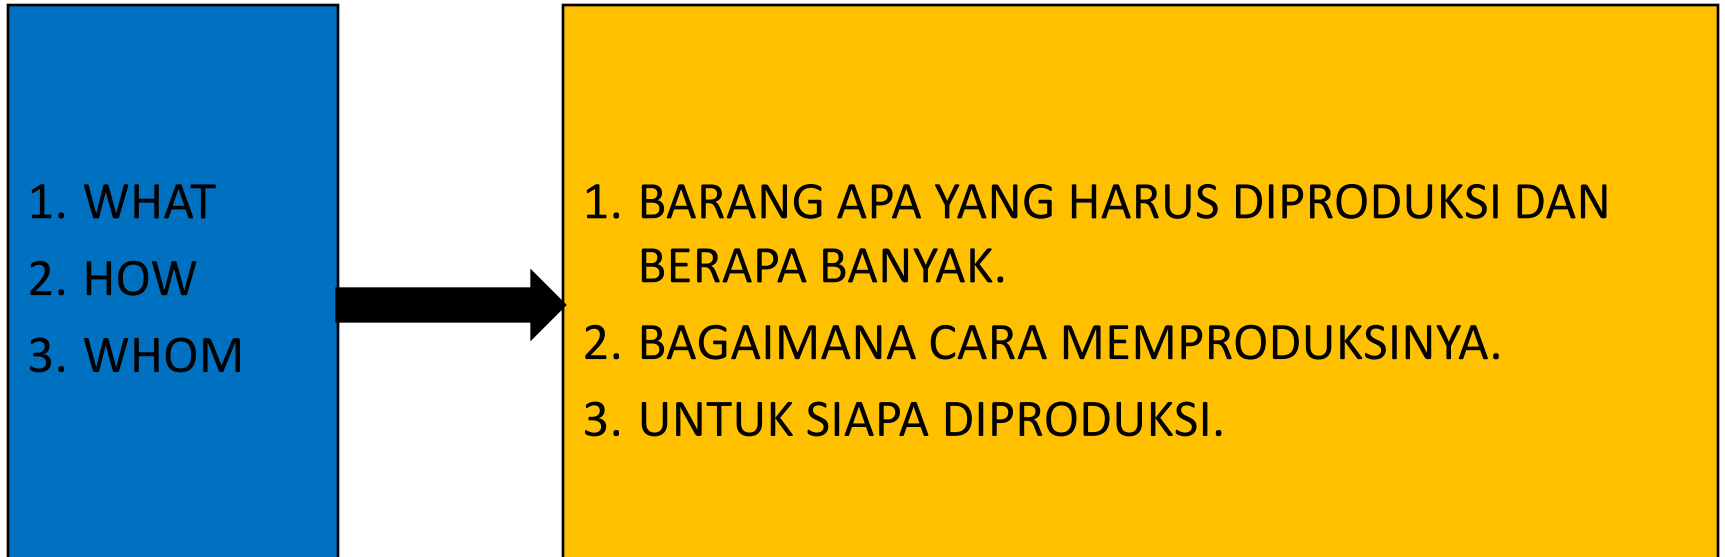 1. WHAT
2. HOW
3. WHOM
1. BARANG APA YANG HARUS DIPRODUKSI DAN
BERAPA BANYAK.
2. BAGAIMANA CARA MEMPRODUKSINYA.
3. UNTUK SIAPA DIPRODUKSI.